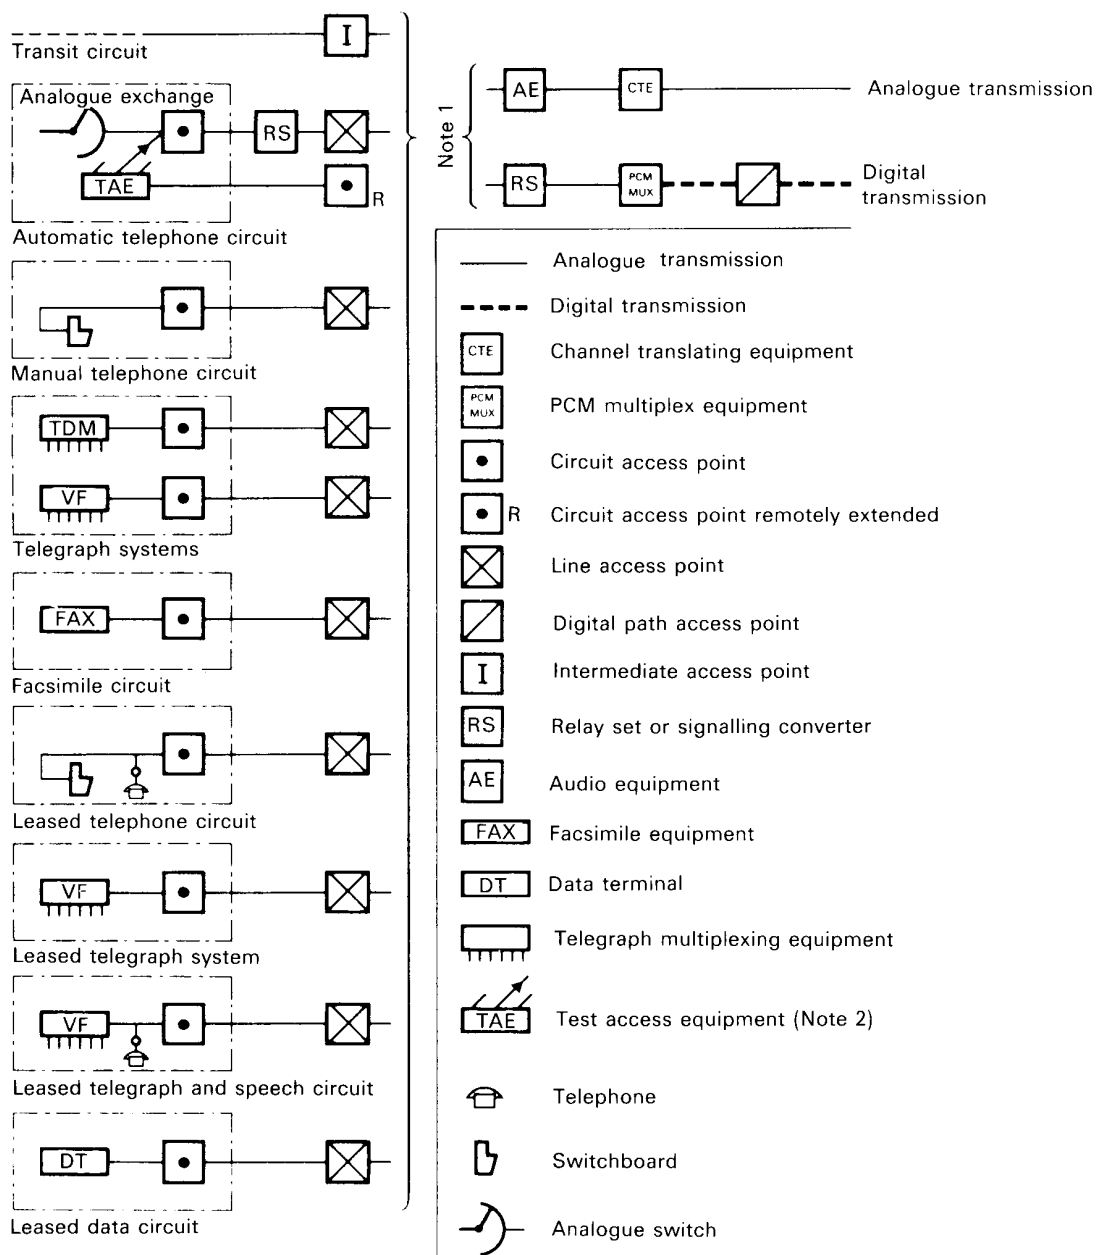 I
Transit circuit
Analogue exchange
RS
TAE
R
Automatic telephone circuit
Manual telephone circuit
TDM
VF
Telegraph systems
FAX
Facsimile circuit
Leased telephone circuit
VF
Leased telegraph system
VF
Leased telegraph and speech circuit
DT
Leased data circuit
Note 1
AE
CTE
Analogue transmission
RS
PCM
MUX
Digital
transmission
Analogue transmission
Digital transmission
CTE
Channel translating equipment
PCM
MUX
PCM multiplex equipment
Circuit access point
R
Circuit access point remotely extended
Line access point
Digital path access point
I
Intermediate access point
RS
Relay set or signalling converter
AE
Audio equipment
FAX
Facsimile equipment
DT
Data terminal
Telegraph multiplexing equipment
TAE
Test access equipment (Note 2)
Telephone
Switchboard
Analogue switch